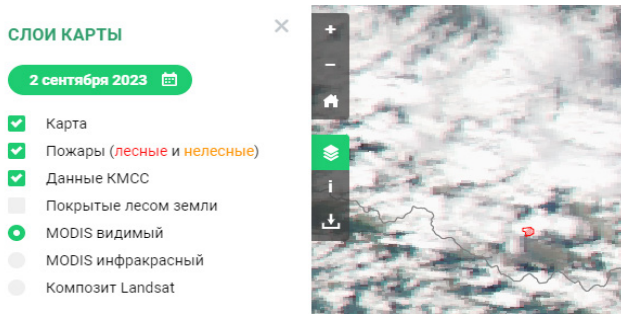 СЛОИ КАРТЫ
2 сентября 2023
Карта
Пожары (лесные и нелесные)
Данные КМСС
Покрытые лесом земли
MODIS видимый
MODIS инфракрасный
Композит Landsat